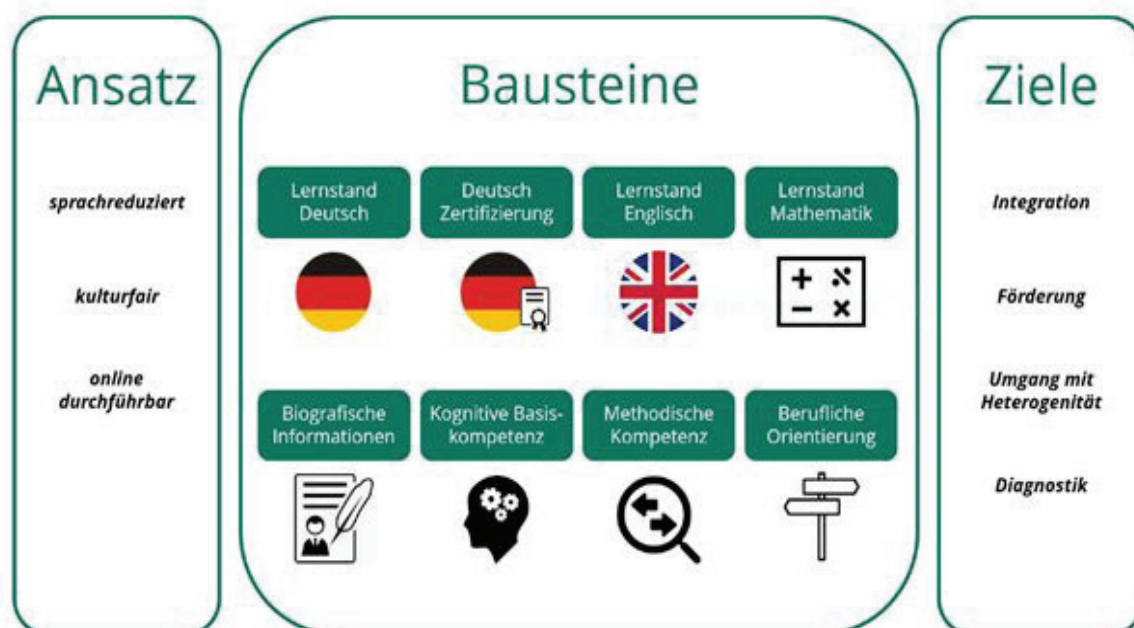 Ansatz
sprachreduziert
kulturfair
online
durchführbar
Bausteine
Lernstand
Deutsch
Deutsch
Zertifizierung
Lernstand
Englisch
Lernstand
Mathematik
Biografische
Informationen
Kognitive Basis-
kompetenz
Methodische
Kompetenz
Berufliche
Orientierung
Ziele
Integration
Förderung
Umgang mit
Heterogenität
Diagnostik